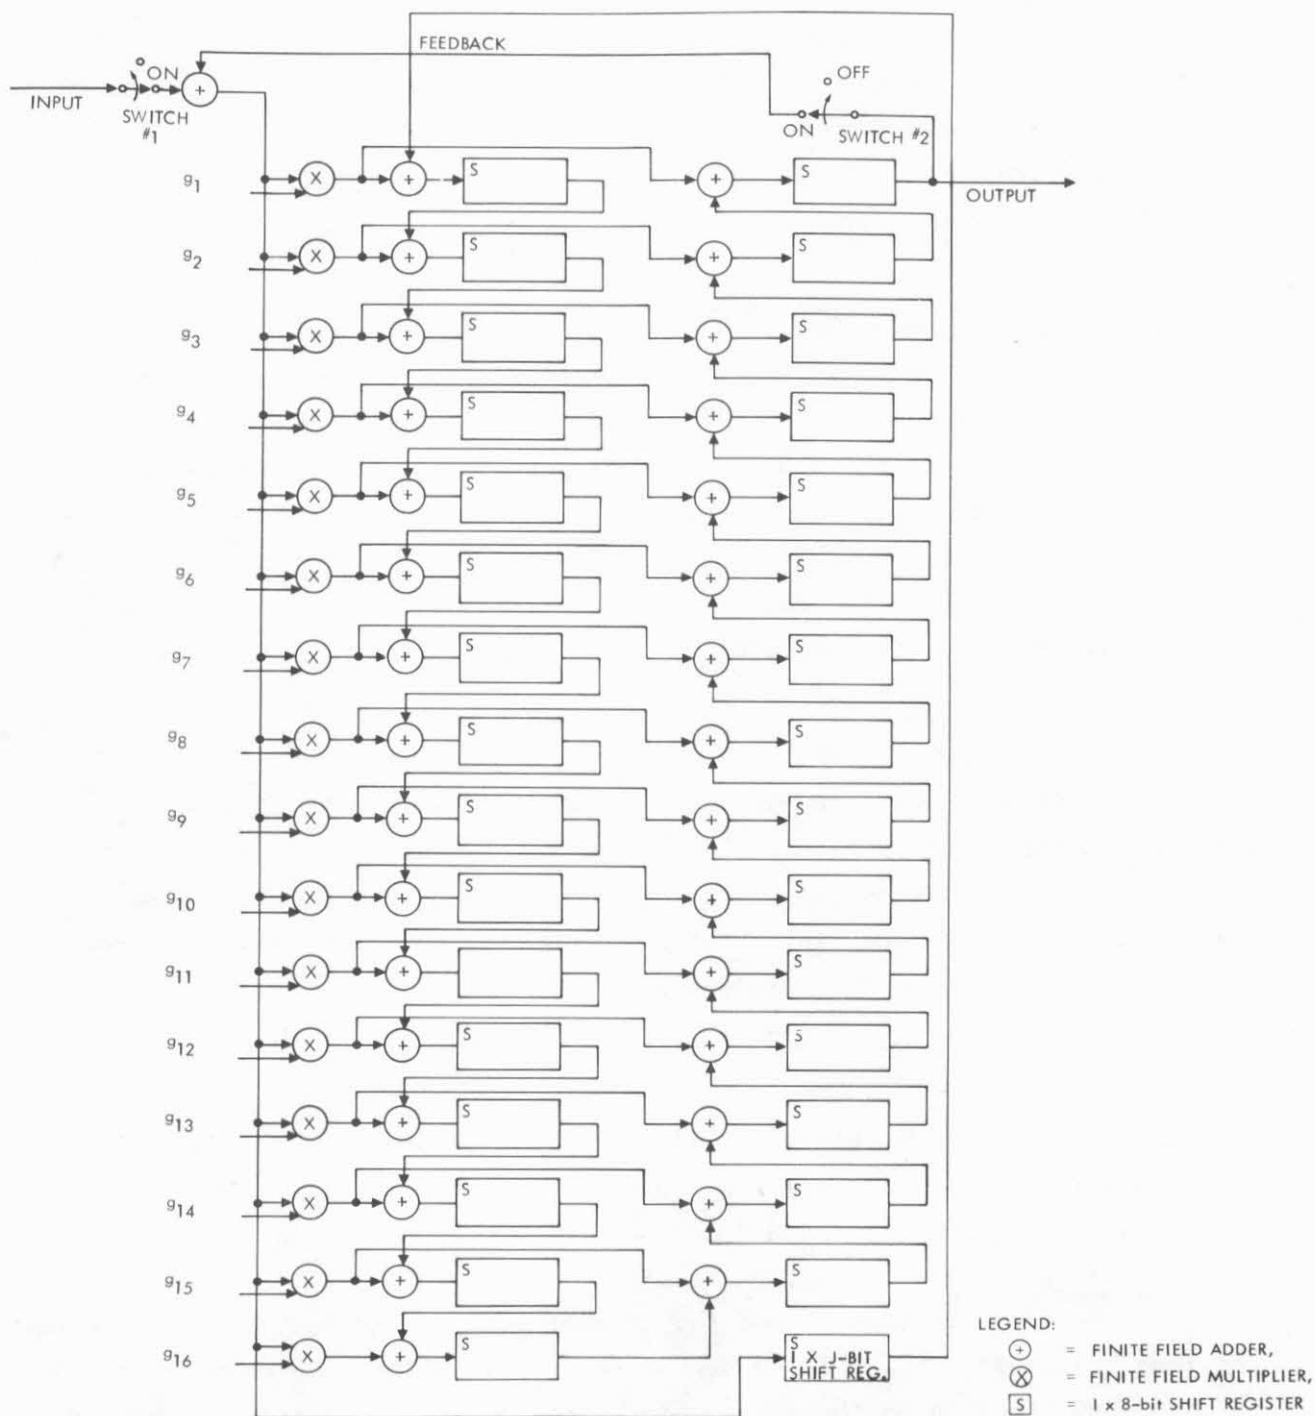 FEEDBACK
ON
INPUT
SWITCH
#1
OFF
ON
SWITCH #2
OUTPUT
g1 X + S + S
g2 X + S + S
g3 X + S + S
g4 X + S + S
g5 X + S + S
g6 X + S + S
g7 X + S + S
g8 X + S + S
g9 X + S + S
g10 X + S + S
g11 X + + S
g12 X + S + S
g13 X + S + S
g14 X + S + S
g15 X + S + S
g16 X + S
S
1 X J-BIT
SHIFT REG.
LEGEND:
+ = FINITE FIELD ADDER,
X = FINITE FIELD MULTIPLIER,
S = 1 x 8-bit SHIFT REGISTER